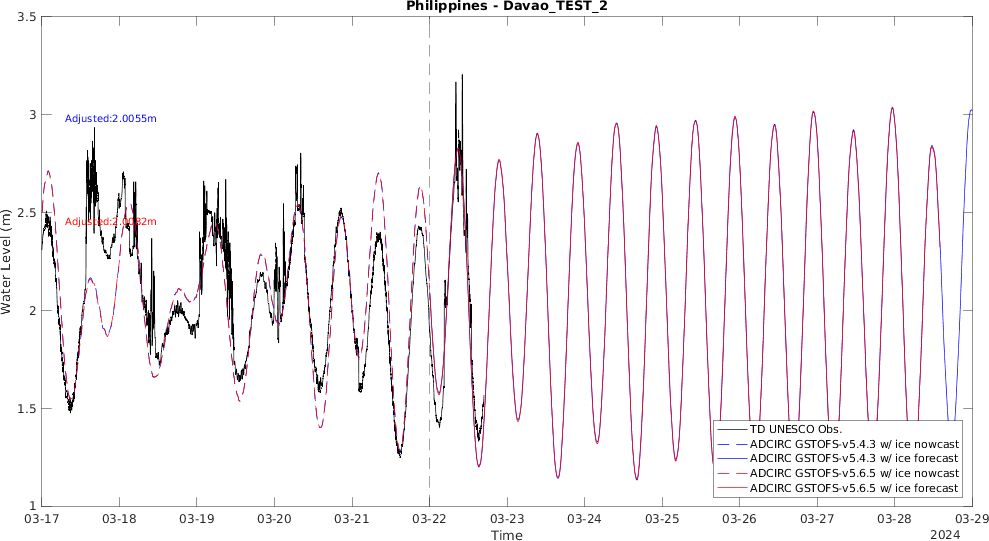 Philippines - Davao_TEST_2
3.5
3
2.5
2
1.5
1
Water Level (m)
Adjusted:2.0055m
Adjusted:2.0082m
TD UNESCO Obs.
ADCIRC GSTOFS-v5.4.3 w/ ice nowcast
ADCIRC GSTOFS-v5.4.3 w/ ice forecast
ADCIRC GSTOFS-v5.6.5 w/ ice nowcast
ADCIRC GSTOFS-v5.6.5 w/ ice forecast
03-17 03-18 03-19 03-20 03-21 03-22 03-23 03-24 03-25 03-26 03-27 03-28 03-29
Time
2024